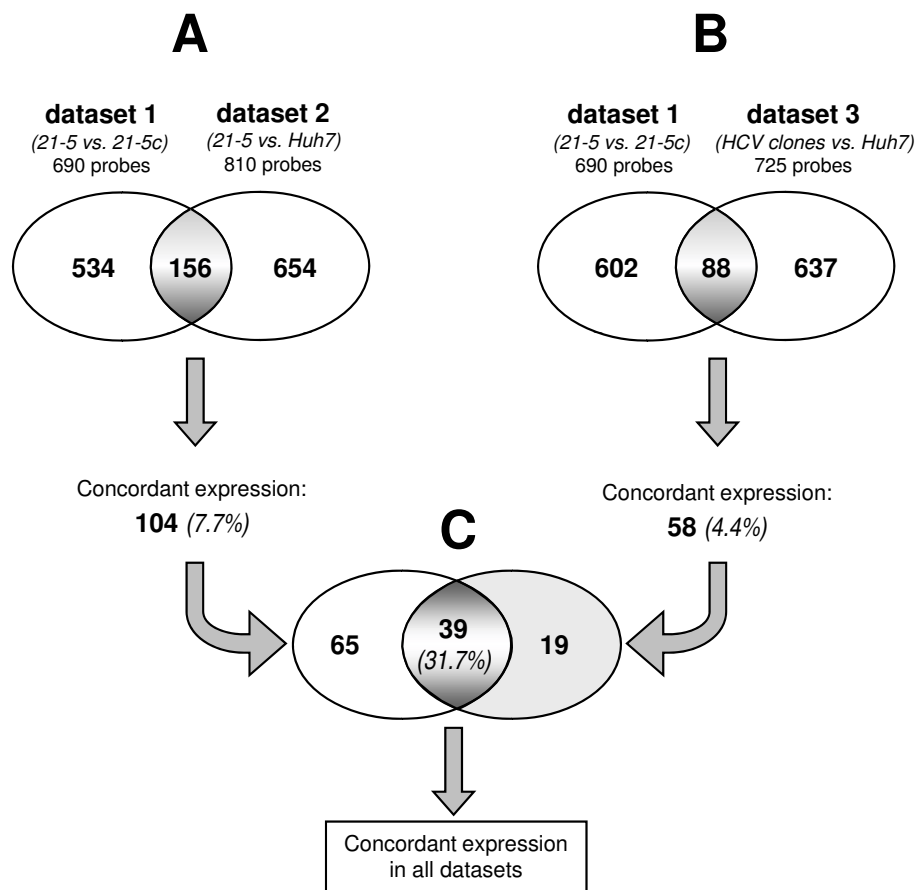 A
B
dataset 1
(21-5 vs. 21-5c)
690 probes
dataset 2
(21-5 vs. Huh7)
810 probes
dataset 1
(21-5 vs. 21-5c)
690 probes
dataset 3
(HCV clones vs. Huh7)
725 probes
534
156
654
602
88
637
Concordant expression:
104 (7.7%)
Concordant expression:
58 (4.4%)
C
65
39
(31.7%)
19
Concordant expression
in all datasets